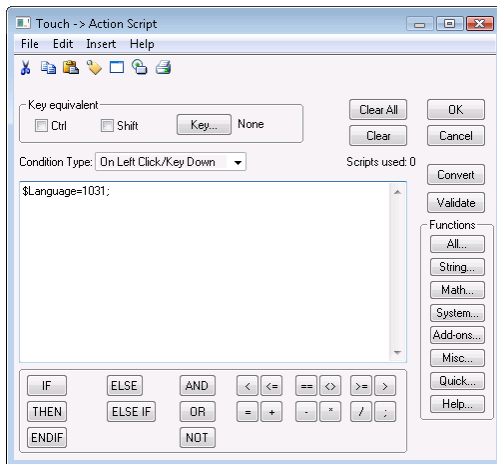 Touch -> Action Script
File Edit Insert Help
Key equivalent
Ctrl Shift Key... None
Clear All OK
Clear Cancel
Condition Type: On Left Click/Key Down Scripts used: 0
Convert
$Language=1031;
Validate
Functions
All...
String...
Math...
System...
Add-ons...
Misc...
Quick...
Help...
IF ELSE AND < <= == <> >= >
THEN ELSE IF OR = + - * / ;
ENDIF NOT